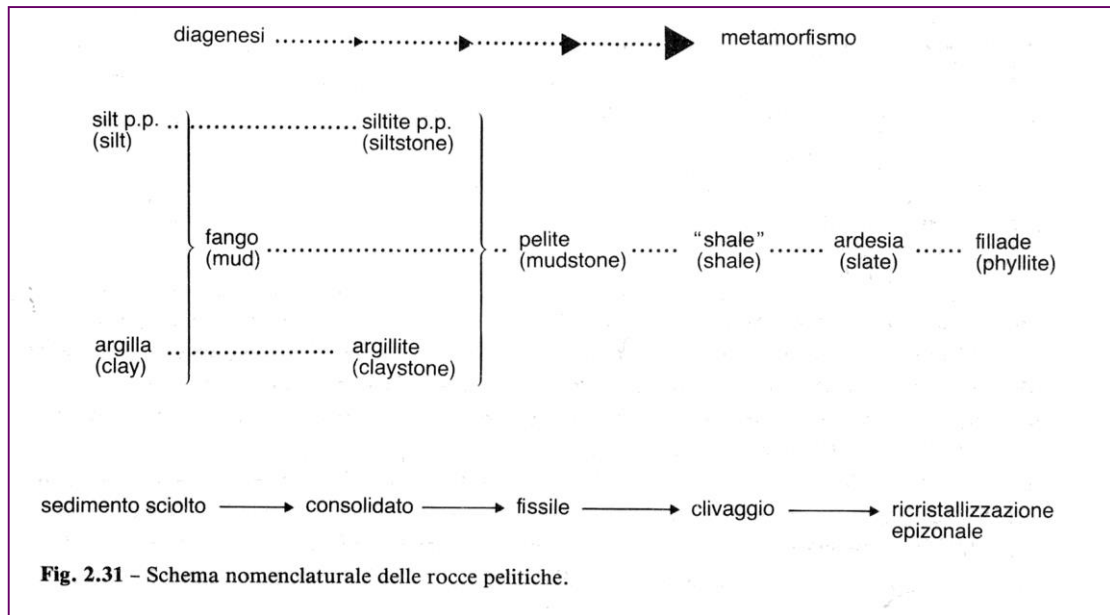 diagenesi ..................................................... metamorfismo
silt p.p. .. ..................... siltite p.p.
(silt) (siltstone)
fango ........................... .. pelite ...... "shale" ....... ardesia ...... fillade
(mud) (mudstone) (shale) (slate) (phyllite)
argilla .. .................. argillite
(clay) (claystone)
sedimento sciolto → consolidato → fissile → clivaggio → ricristallizzazione
epizonale
Fig. 2.31 – Schema nomenclaturale delle rocce pelitiche.